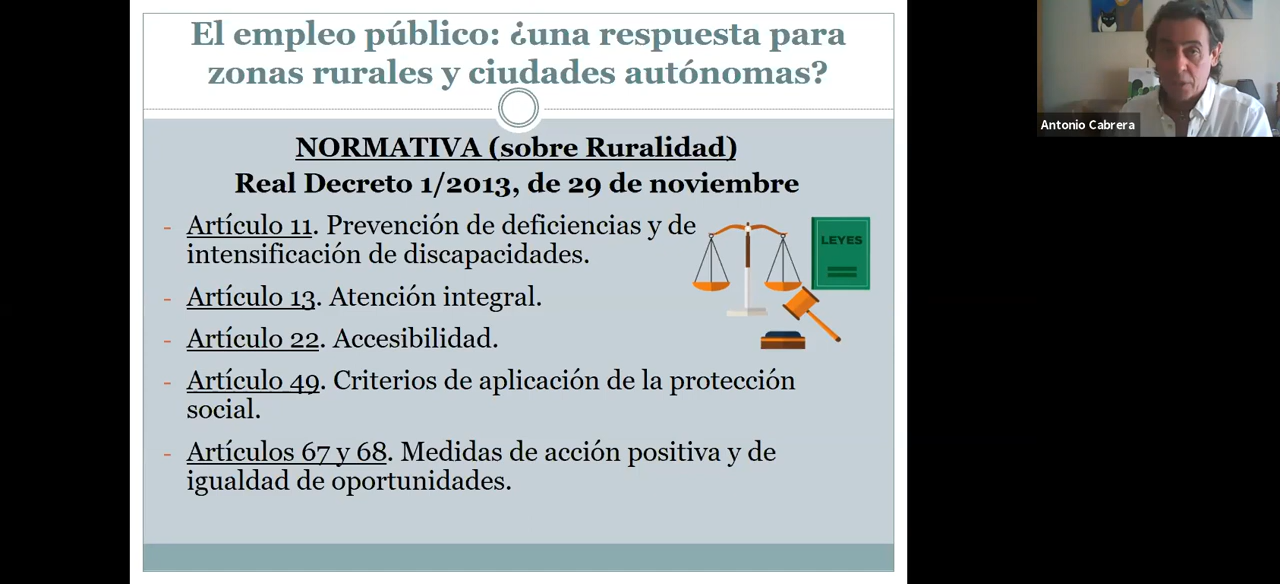 El empleo público: ¿una respuesta para
zonas rurales y ciudades autónomas?
NORMATIVA (sobre Ruralidad)
Real Decreto 1/2013, de 29 de noviembre
- Artículo 11. Prevención de deficiencias y de
intensificación de discapacidades.
- Artículo 13. Atención integral.
- Artículo 22. Accesibilidad.
- Artículo 49. Criterios de aplicación de la protección
social.
- Artículos 67 y 68. Medidas de acción positiva y de
igualdad de oportunidades.
LEYES
Antonio Cabrera